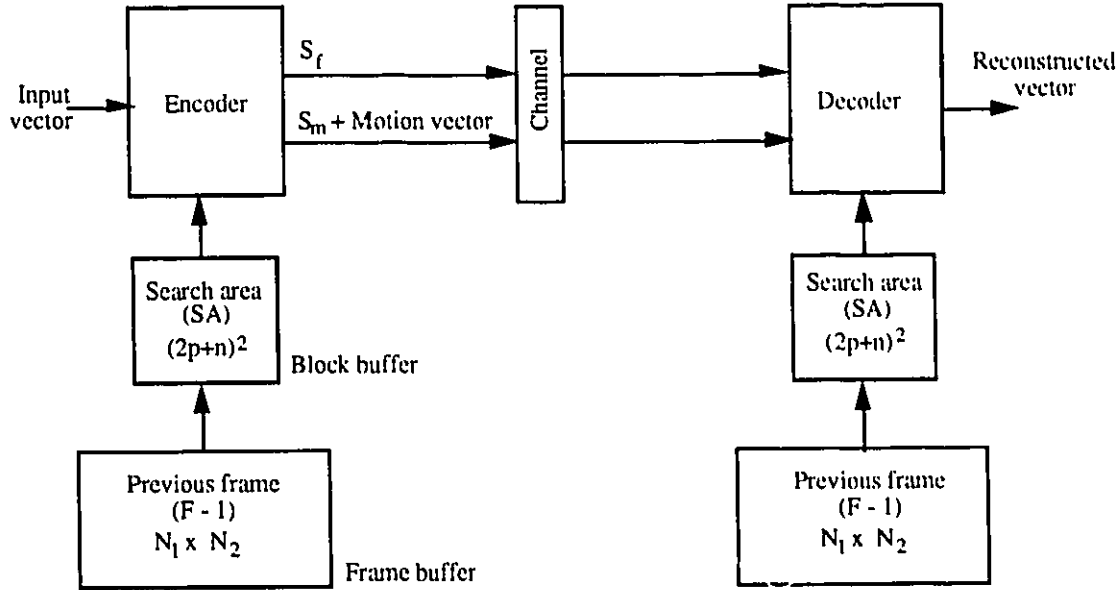 Input
vector
Encoder
S_f
S_m + Motion vector
Channel
Decoder
Reconstructed
vector
Search area
(SA)
(2p+n)^2
Block buffer
Previous frame
(F - 1)
N_1 x N_2
Frame buffer
Search area
(SA)
(2p+n)^2
Previous frame
(F - 1)
N_1 x N_2